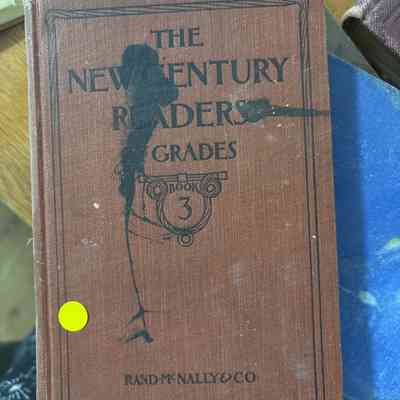 THE
NEW CENTURY
READERS
GRADES
BOOK
3
RAND MCNALLY & CO